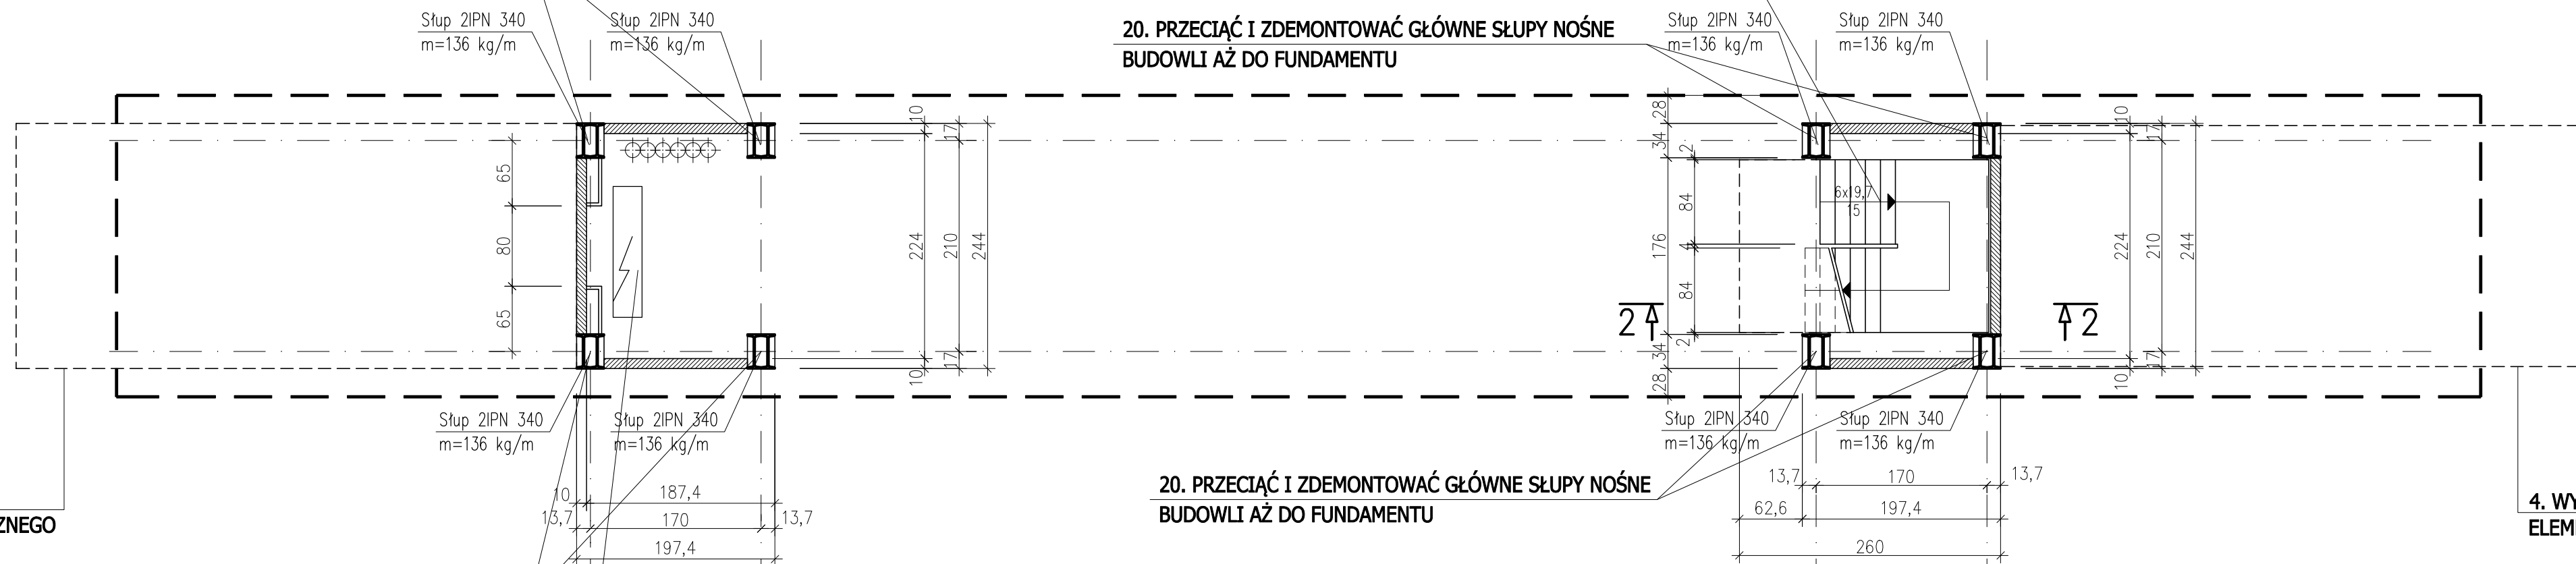 Słup 2IPN 340
m=136 kg/m
Słup 2IPN 340
m=136 kg/m
20. PRZECIĄĆ I ZDEMONTOWAĆ GŁÓWNE SŁUPY NOŚNE
BUDOWLI AŻ DO FUNDAMENTU
Słup 2IPN 340
m=136 kg/m
Słup 2IPN 340
m=136 kg/m
65
80
65
10
224
10
17
210
17
244
28
34
176
34
28
2
84
4
84
2
6x19,7
15
2
2
10
224
10
17
210
17
244
Słup 2IPN 340
m=136 kg/m
Słup 2IPN 340
m=136 kg/m
Słup 2IPN 340
m=136 kg/m
Słup 2IPN 340
m=136 kg/m
10
187,4
13,7
170
13,7
197,4
20. PRZECIĄĆ I ZDEMONTOWAĆ GŁÓWNE SŁUPY NOŚNE
BUDOWLI AŻ DO FUNDAMENTU
13,7
170
13,7
62,6
197,4
260
ZNEGO
4. WY
ELEM